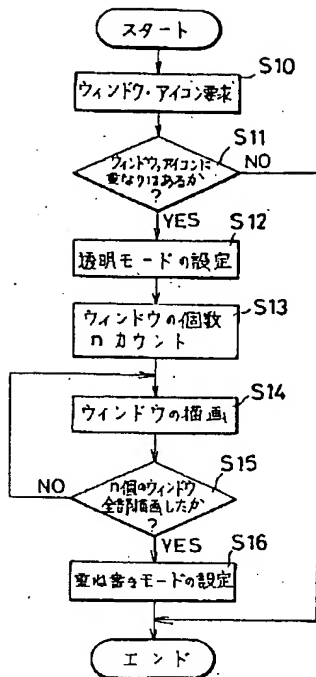 スタート
S10
ウィンドウ・アイコン要求
S11
ウィンドウ,アイコンに
重なりはあるか
?
NO
YES
S12
透明モードの設定
S13
ウィンドウの個数
n カウント
S14
ウィンドウの描画
S15
n個のウィンドウ
全部描画したか
?
NO
YES
S16
重ね書きモードの設定
エンド